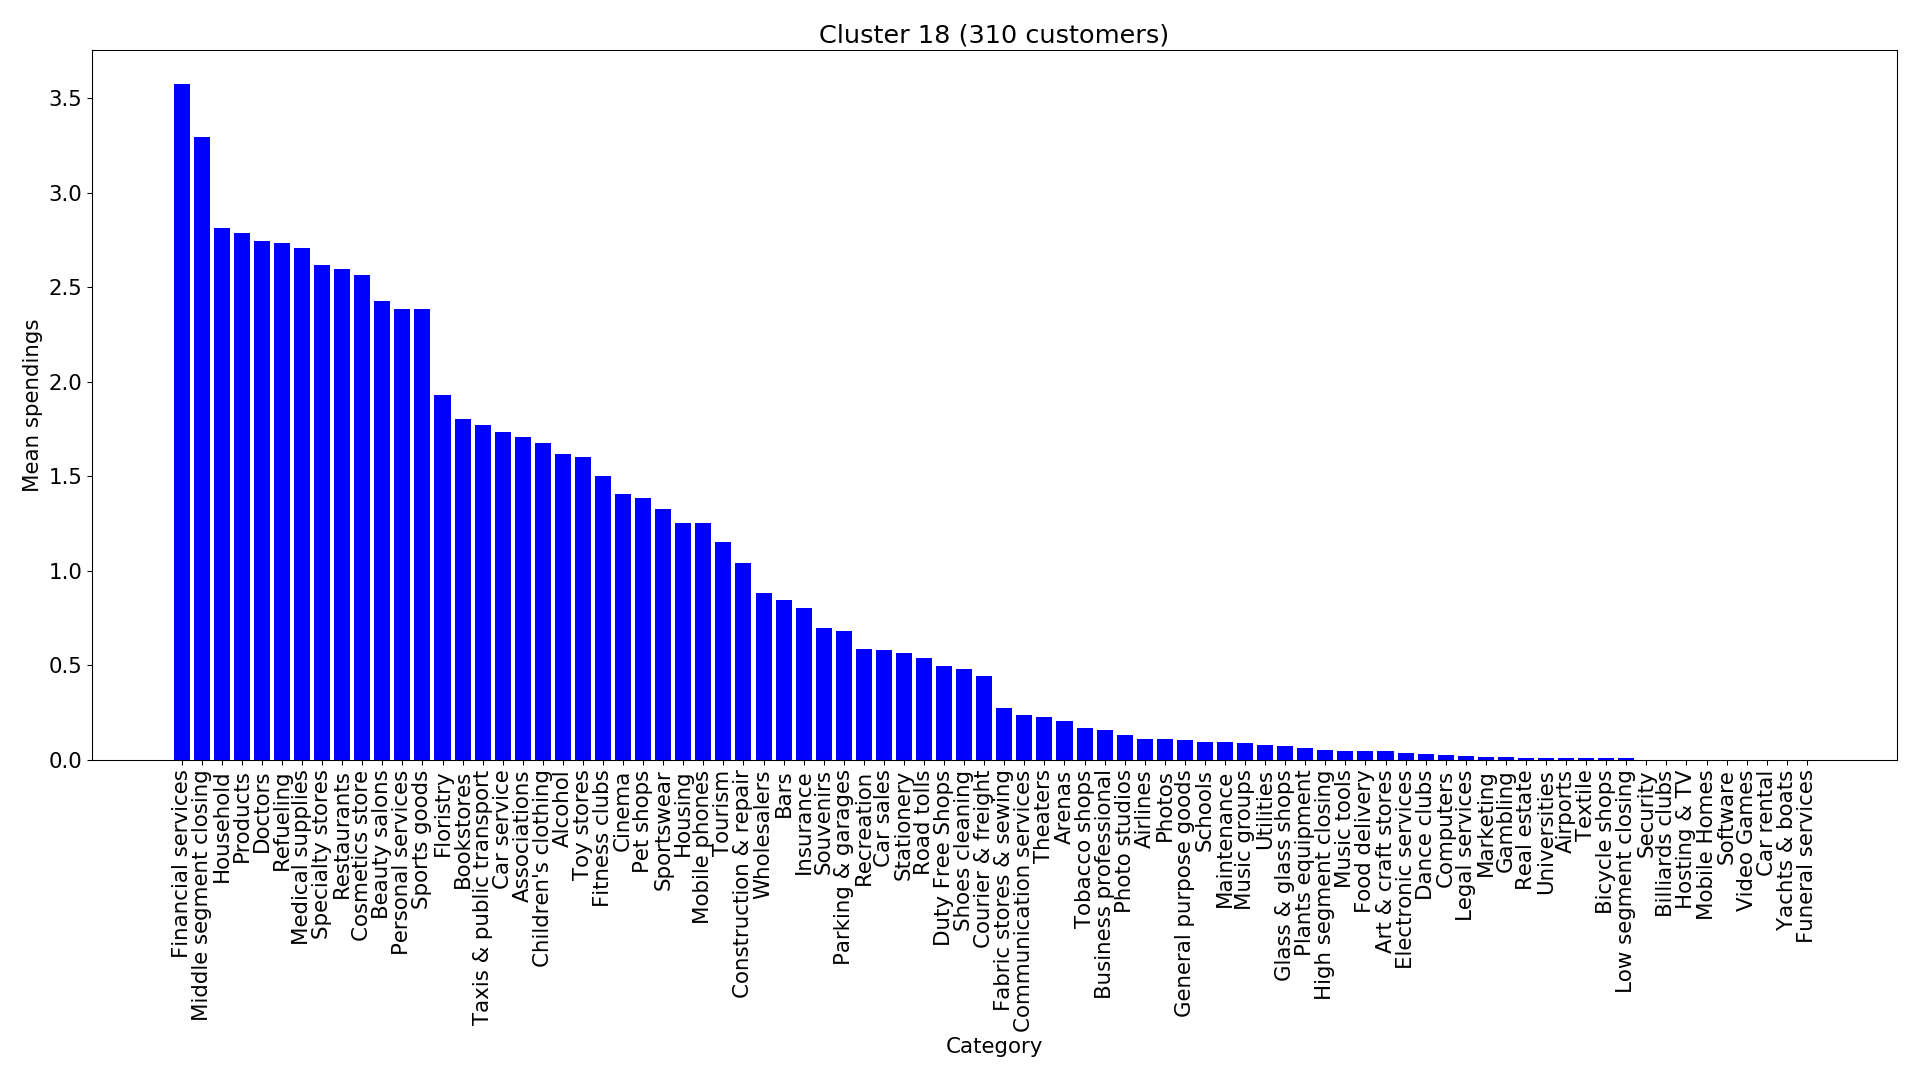 Cluster 18 (310 customers)
Mean spendings
3.5
3.0
2.5
2.0
1.5
1.0
0.5
0.0
Financial services
Middle segment closing
Household
Products
Doctors
Refueling
Medical supplies
Specialty stores
Restaurants
Cosmetics store
Beauty salons
Personal services
Sports goods
Floristry
Bookstores
Taxis & public transport
Car service
Associations
Children's clothing
Alcohol
Toy stores
Fitness clubs
Cinema
Pet shops
Sportswear
Housing
Mobile phones
Tourism
Construction & repair
Wholesalers
Bars
Insurance
Souvenirs
Parking & garages
Recreation
Car sales
Stationery
Road tolls
Duty Free Shops
Shoes cleaning
Courier & freight
Fabric stores & sewing
Communication services
Theaters
Arenas
Tobacco shops
Business professional
Photo studios
Airlines
Photos
General purpose goods
Schools
Maintenance
Music groups
Utilities
Glass & glass shops
Plants equipment
High segment closing
Music tools
Food delivery
Art & craft stores
Electronic services
Dance clubs
Computers
Legal services
Marketing
Gambling
Real estate
Universities
Airports
Textile
Bicycle shops
Low segment closing
Security
Billiards clubs
Hosting & TV
Mobile Homes
Software
Video Games
Car rental
Yachts & boats
Funeral services
Category